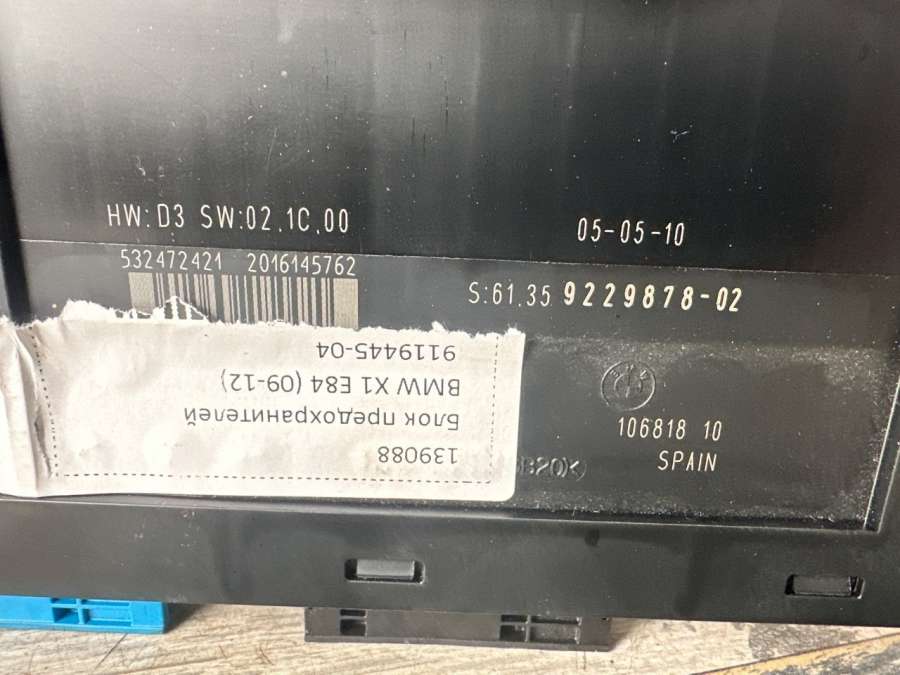 HW: D3 SW:02.1C.00
05-05-10
532472421 2016145762
S:61.35 9229878-02
139088
Блок предохранителей
BMW X1 E84 (09-12)
9119445-04
106818 10
SPAIN